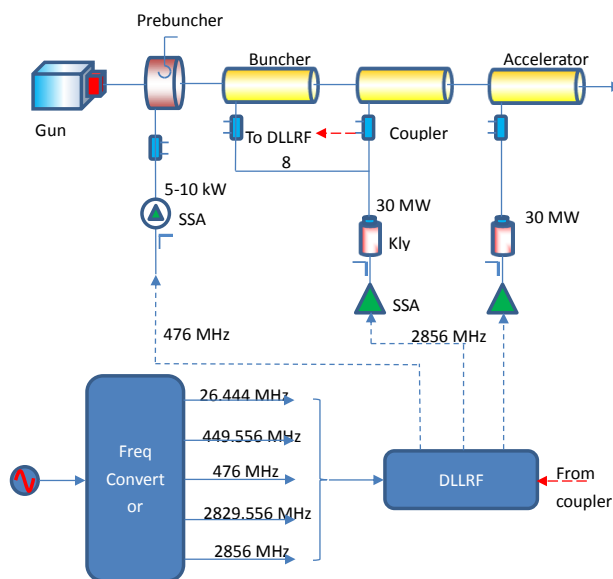 Prebuncher
Buncher
Accelerator
Gun
To DLLRF
Coupler
8
5-10 kW
SSA
30 MW
30 MW
Kly
SSA
476 MHz
2856 MHz
26.444 MHz
449.556 MHz
476 MHz
2829.556MHz
2856 MHz
Freq
Convert
or
DLLRF
From
coupler